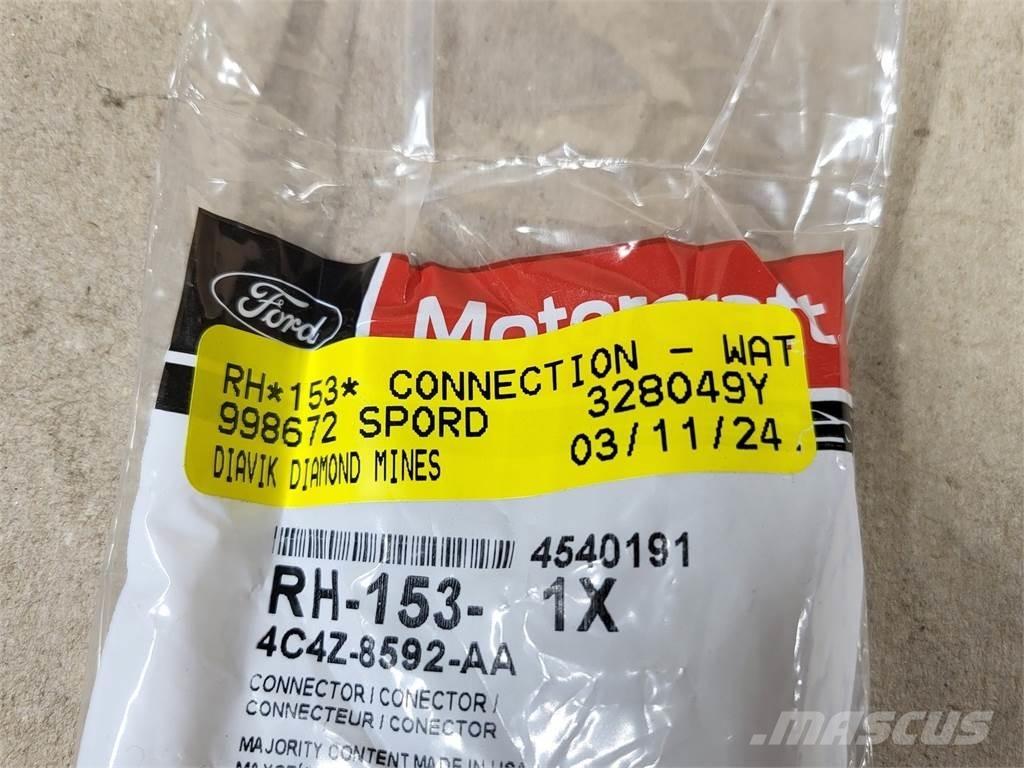 Ford
Motorcraft
RH*153* CONNECTION - WAT
998672 SPORD 328049Y
DIAVIK DIAMOND MINES 03/11/24
4540191
RH-153- 1X
4C4Z-8592-AA
CONNECTOR / CONECTOR /
CONNECTEUR / CONECTOR
MAJORITY CONTENT MADE IN USA
MASCUS